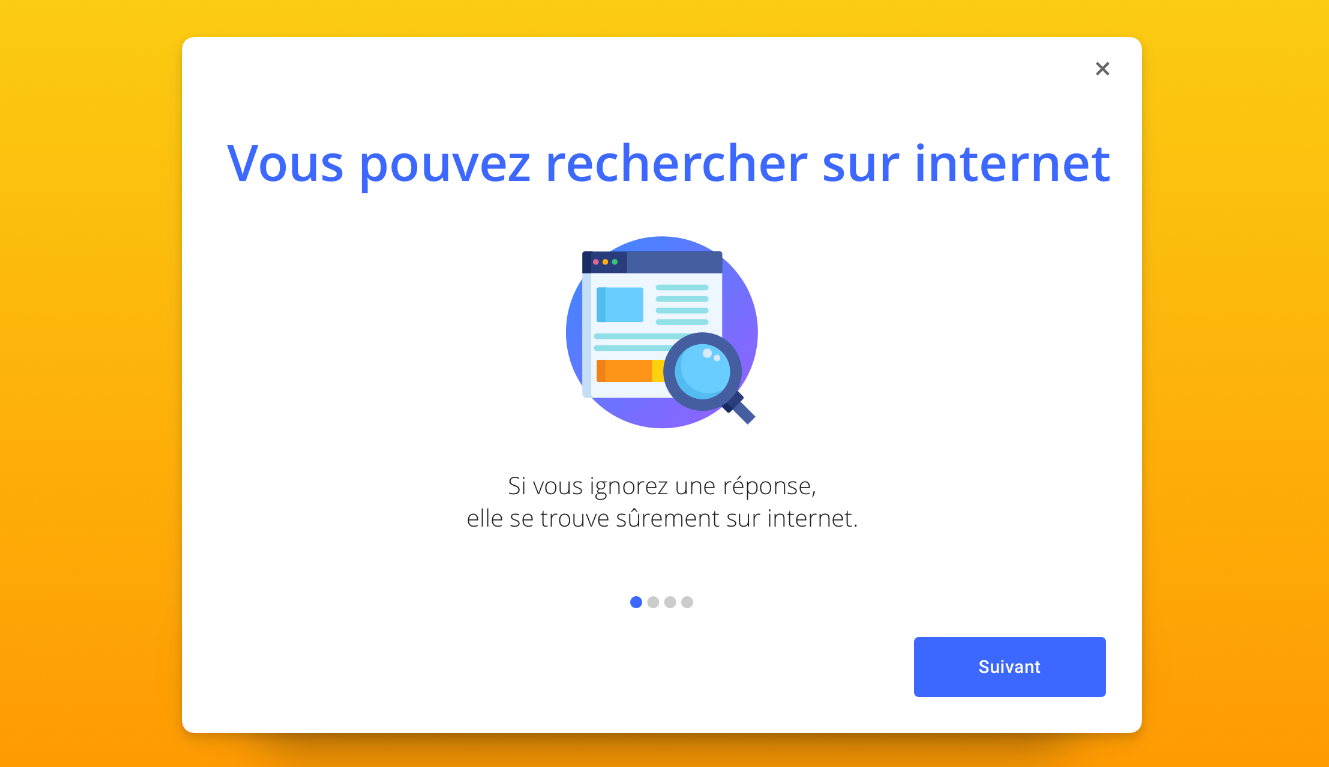 Vous pouvez rechercher sur internet
Si vous ignorez une réponse,
elle se trouve sûrement sur internet.
Suivant